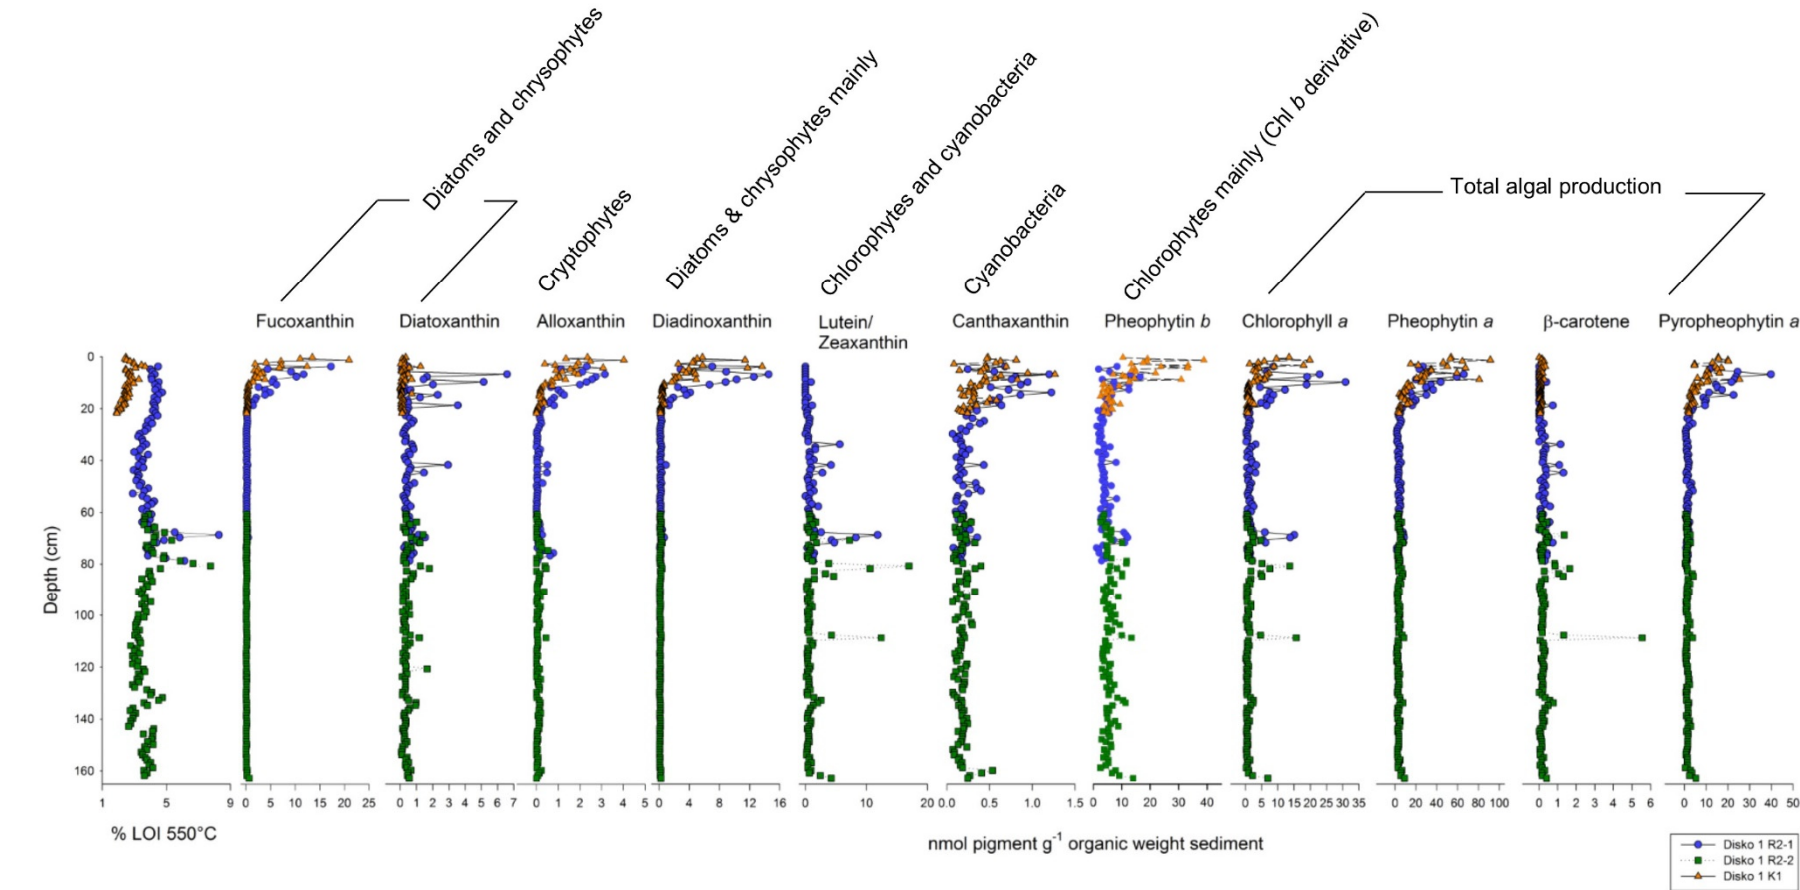 Diatoms and chrysophytes
Cryptophytes
Diatoms & chrysophytes mainly
Chlorophytes and cyanobacteria
Cyanobacteria
Chlorophytes mainly (Chl b derivative)
Total algal production
Fucoxanthin
Diatoxanthin
Alloxanthin
Diadinoxanthin
Lutein/
Zeaxanthin
Canthaxanthin
Pheophytin b
Chlorophyll a
Pheophytin a
β-carotene
Pyropheophytin a
Depth (cm)
0
20
40
60
80
100
120
140
160
1 5 9
0 5 10 15 20 25
0 1 2 3 4 5 6 7
0 1 2 3 4 5
0 4 8 12 16
0 10 20
0.0 0.5 1.0 1.5
0 10 20 30 40
0 5 10 15 20 25 30 35
0 20 40 60 80 100
0 1 2 3 4 5 6
0 10 20 30 40 50
% LOI 550°C
nmol pigment g-1 organic weight sediment
Disko 1 R2-1
Disko 1 R2-2
Disko 1 K1